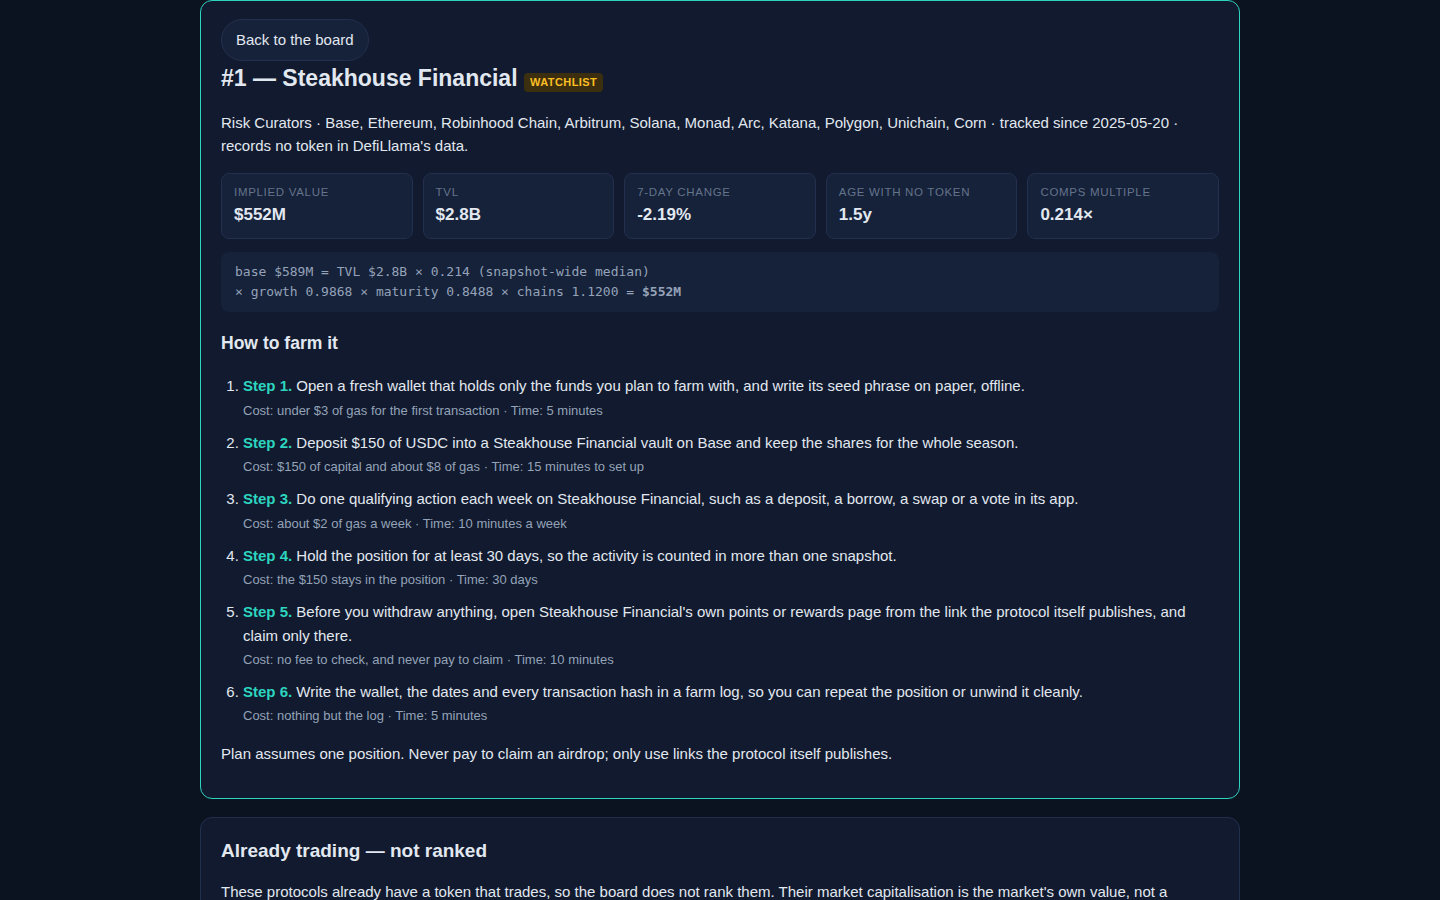 Back to the board
#1 — Steakhouse Financial WATCHLIST
Risk Curators · Base, Ethereum, Robinhood Chain, Arbitrum, Solana, Monad, Arc, Katana, Polygon, Unichain, Corn · tracked since 2025-05-20 ·
records no token in DefiLlama's data.
IMPLIED VALUE
$552M
TVL
$2.8B
7-DAY CHANGE
-2.19%
AGE WITH NO TOKEN
1.5y
COMPS MULTIPLE
0.214×
base $589M = TVL $2.8B × 0.214 (snapshot-wide median)
× growth 0.9868 × maturity 0.8488 × chains 1.1200 = $552M
How to farm it
1. Step 1. Open a fresh wallet that holds only the funds you plan to farm with, and write its seed phrase on paper, offline.
Cost: under $3 of gas for the first transaction · Time: 5 minutes
2. Step 2. Deposit $150 of USDC into a Steakhouse Financial vault on Base and keep the shares for the whole season.
Cost: $150 of capital and about $8 of gas · Time: 15 minutes to set up
3. Step 3. Do one qualifying action each week on Steakhouse Financial, such as a deposit, a borrow, a swap or a vote in its app.
Cost: about $2 of gas a week · Time: 10 minutes a week
4. Step 4. Hold the position for at least 30 days, so the activity is counted in more than one snapshot.
Cost: the $150 stays in the position · Time: 30 days
5. Step 5. Before you withdraw anything, open Steakhouse Financial's own points or rewards page from the link the protocol itself publishes, and
claim only there.
Cost: no fee to check, and never pay to claim · Time: 10 minutes
6. Step 6. Write the wallet, the dates and every transaction hash in a farm log, so you can repeat the position or unwind it cleanly.
Cost: nothing but the log · Time: 5 minutes
Plan assumes one position. Never pay to claim an airdrop; only use links the protocol itself publishes.
Already trading — not ranked
These protocols already have a token that trades, so the board does not rank them. Their market capitalisation is the market's own value, not a